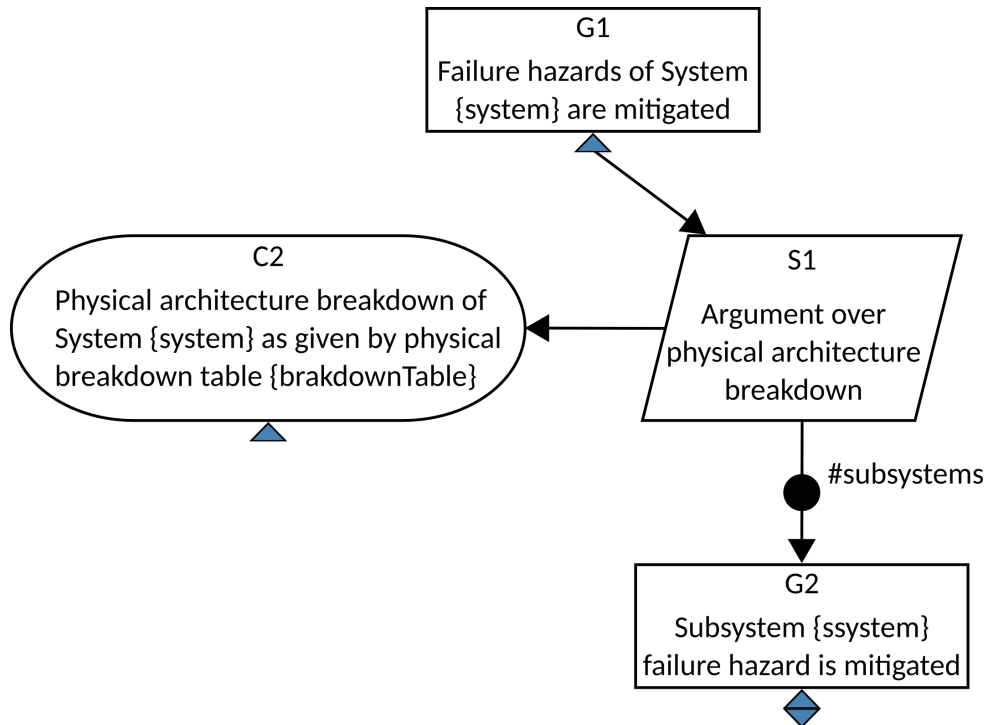 G1
Failure hazards of System
{system} are mitigated
C2
Physical architecture breakdown of
System {system} as given by physical
breakdown table {brakdownTable}
S1
Argument over
physical architecture
breakdown
#subsystems
G2
Subsystem {ssystem}
failure hazard is mitigated